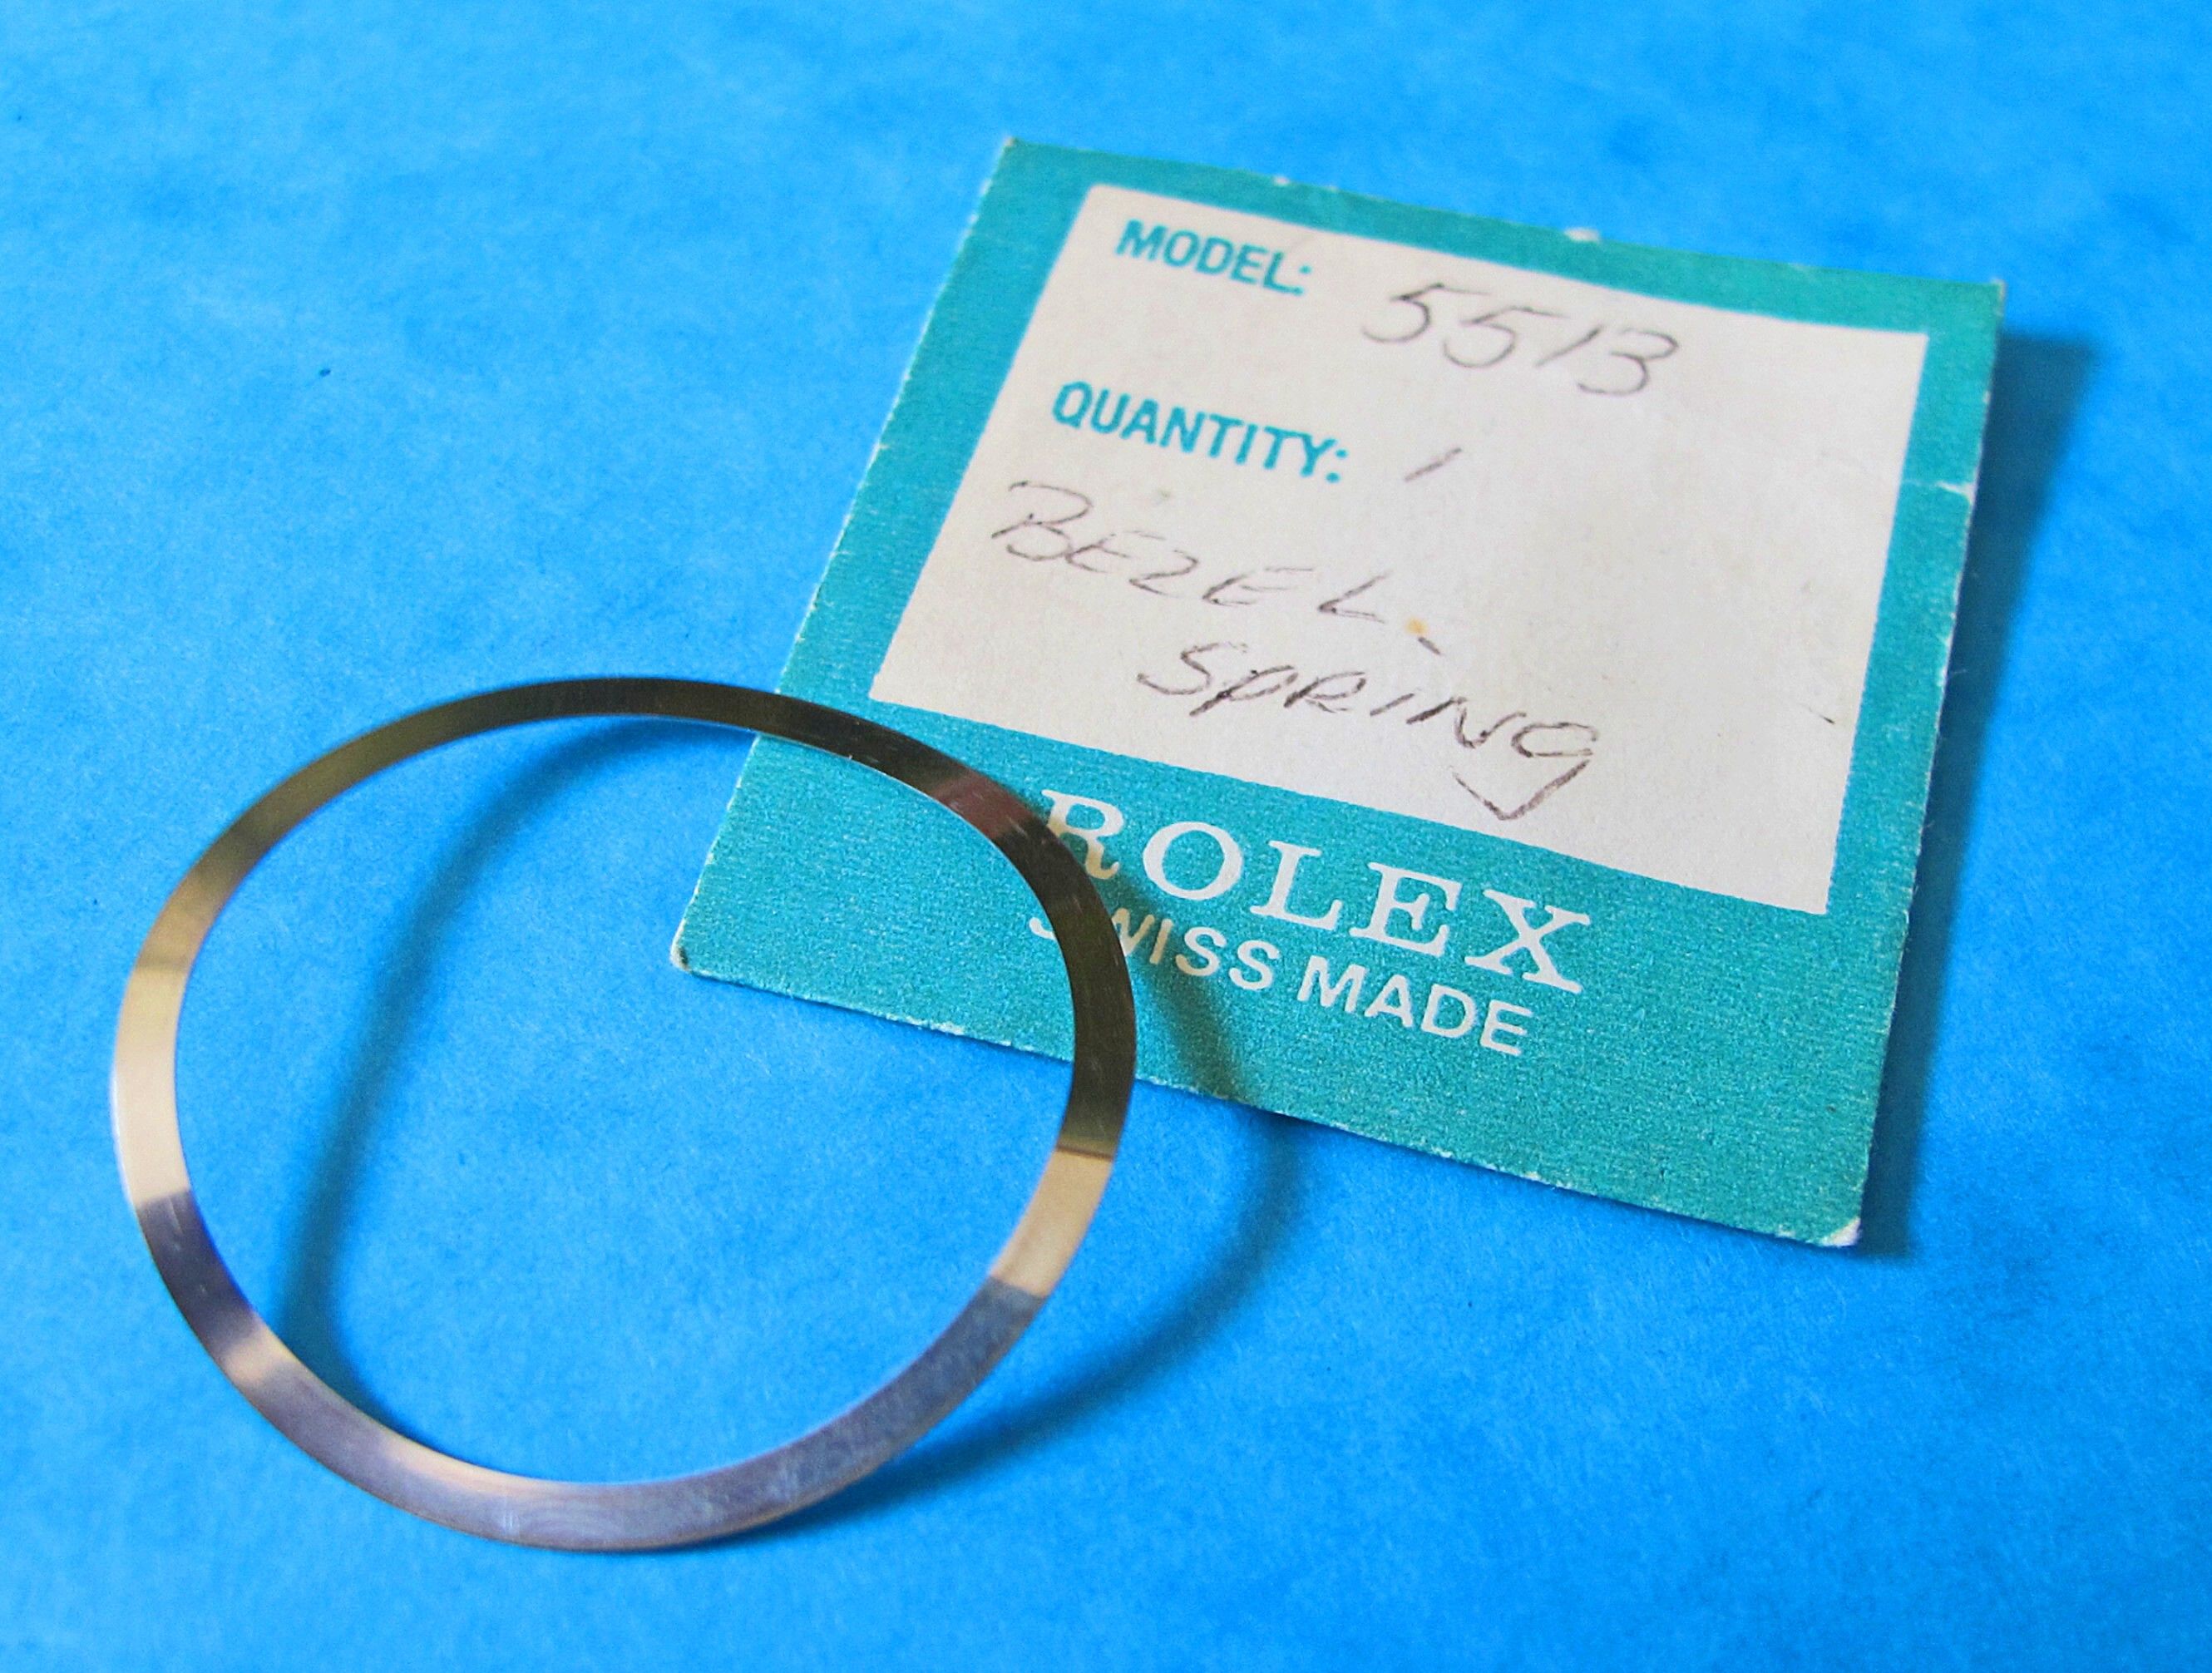 MODEL: 5513
QUANTITY: 1
BEZEL
SPRING
ROLEX
SWISS MADE